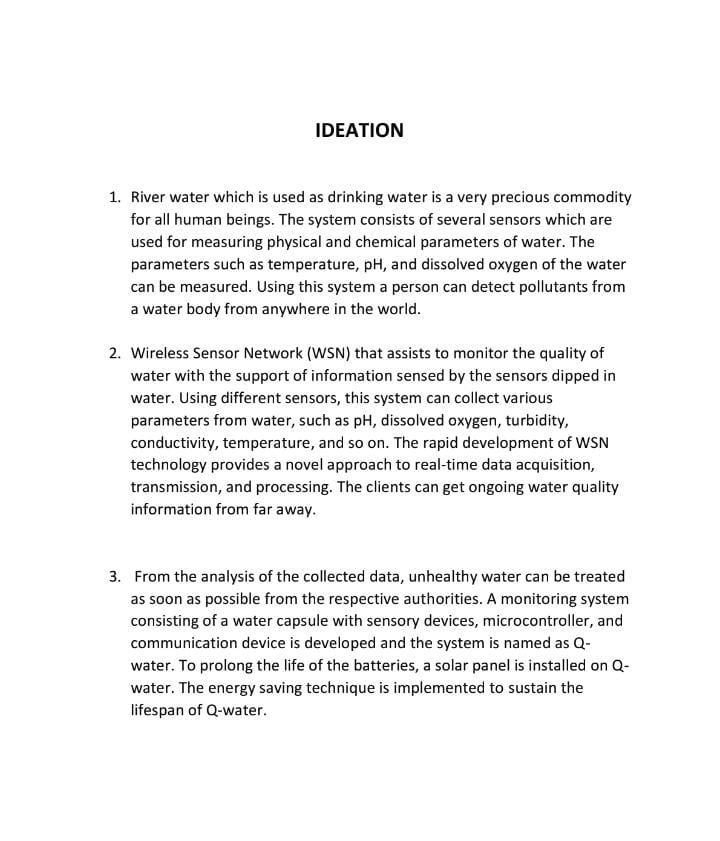 IDEATION
1. River water which is used as drinking water is a very precious commodity
for all human beings. The system consists of several sensors which are
used for measuring physical and chemical parameters of water. The
parameters such as temperature, pH, and dissolved oxygen of the water
can be measured. Using this system a person can detect pollutants from
a water body from anywhere in the world.
2. Wireless Sensor Network (WSN) that assists to monitor the quality of
water with the support of information sensed by the sensors dipped in
water. Using different sensors, this system can collect various
parameters from water, such as pH, dissolved oxygen, turbidity,
conductivity, temperature, and so on. The rapid development of WSN
technology provides a novel approach to real-time data acquisition,
transmission, and processing. The clients can get ongoing water quality
information from far away.
3. From the analysis of the collected data, unhealthy water can be treated
as soon as possible from the respective authorities. A monitoring system
consisting of a water capsule with sensory devices, microcontroller, and
communication device is developed and the system is named as Q-
water. To prolong the life of the batteries, a solar panel is installed on Q-
water. The energy saving technique is implemented to sustain the
lifespan of Q-water.